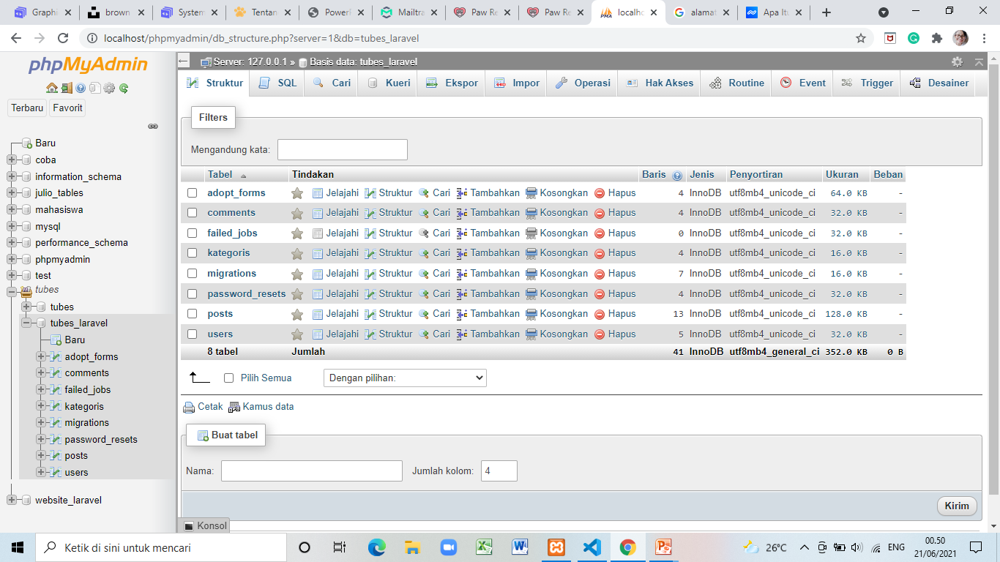 Graphi
brown
System
Tentan
Powerl
Mailtra
Paw Re
Paw Re
localho
alamat
Apa Itu
localhost/phpmyadmin/db_structure.php?server=1&db=tubes_laravel
phpMyAdmin
Terbaru Favorit
Baru
coba
information_schema
julio_tables
mahasiswa
mysql
performance_schema
phpmyadmin
test
tubes
tubes
tubes_laravel
Baru
adopt_forms
comments
failed_jobs
kategoris
migrations
password_resets
posts
users
website_laravel
Server: 127.0.0.1 » Basis data: tubes_laravel
Struktur SQL Cari Kueri Ekspor Impor Operasi Hak Akses Routine Event Trigger Desainer
Filters
Mengandung kata:
Tabel Tindakan Baris Jenis Penyortiran Ukuran Beban
adopt_forms Jelajahi Struktur Cari Tambahkan Kosongkan Hapus 4 InnoDB utf8mb4_unicode_ci 64.0 KB -
comments Jelajahi Struktur Cari Tambahkan Kosongkan Hapus 4 InnoDB utf8mb4_unicode_ci 32.0 KB -
failed_jobs Jelajahi Struktur Cari Tambahkan Kosongkan Hapus 0 InnoDB utf8mb4_unicode_ci 32.0 KB -
kategoris Jelajahi Struktur Cari Tambahkan Kosongkan Hapus 4 InnoDB utf8mb4_unicode_ci 16.0 KB -
migrations Jelajahi Struktur Cari Tambahkan Kosongkan Hapus 7 InnoDB utf8mb4_unicode_ci 16.0 KB -
password_resets Jelajahi Struktur Cari Tambahkan Kosongkan Hapus 4 InnoDB utf8mb4_unicode_ci 32.0 KB -
posts Jelajahi Struktur Cari Tambahkan Kosongkan Hapus 13 InnoDB utf8mb4_unicode_ci 128.0 KB -
users Jelajahi Struktur Cari Tambahkan Kosongkan Hapus 5 InnoDB utf8mb4_unicode_ci 32.0 KB -
8 tabel Jumlah 41 InnoDB utf8mb4_general_ci 352.0 KB 0 B
Pilih Semua Dengan pilihan:
Cetak Kamus data
Buat tabel
Nama: Jumlah kolom: 4
Kirim
Konsol
Ketik di sini untuk mencari
26°C
ENG
00.50
21/06/2021